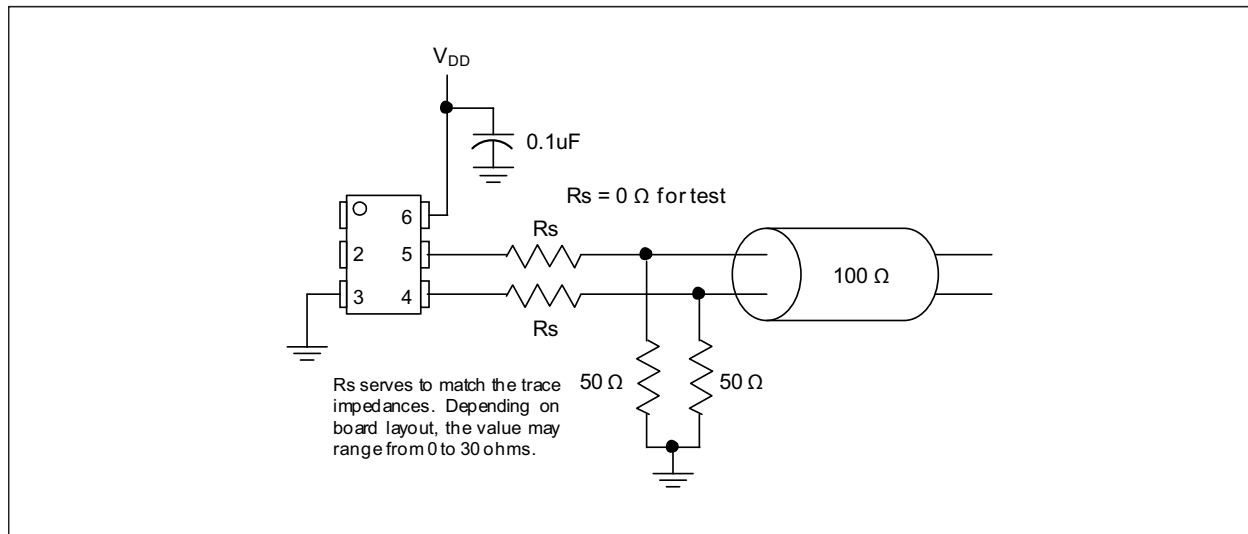 V_DD
0.1uF
Rs = 0 Ω for test
6
Rs
2 5
100 Ω
3 4
Rs
50 Ω 50 Ω
Rs serves to match the trace
impedances. Depending on
board layout, the value may
range from 0 to 30 ohms.